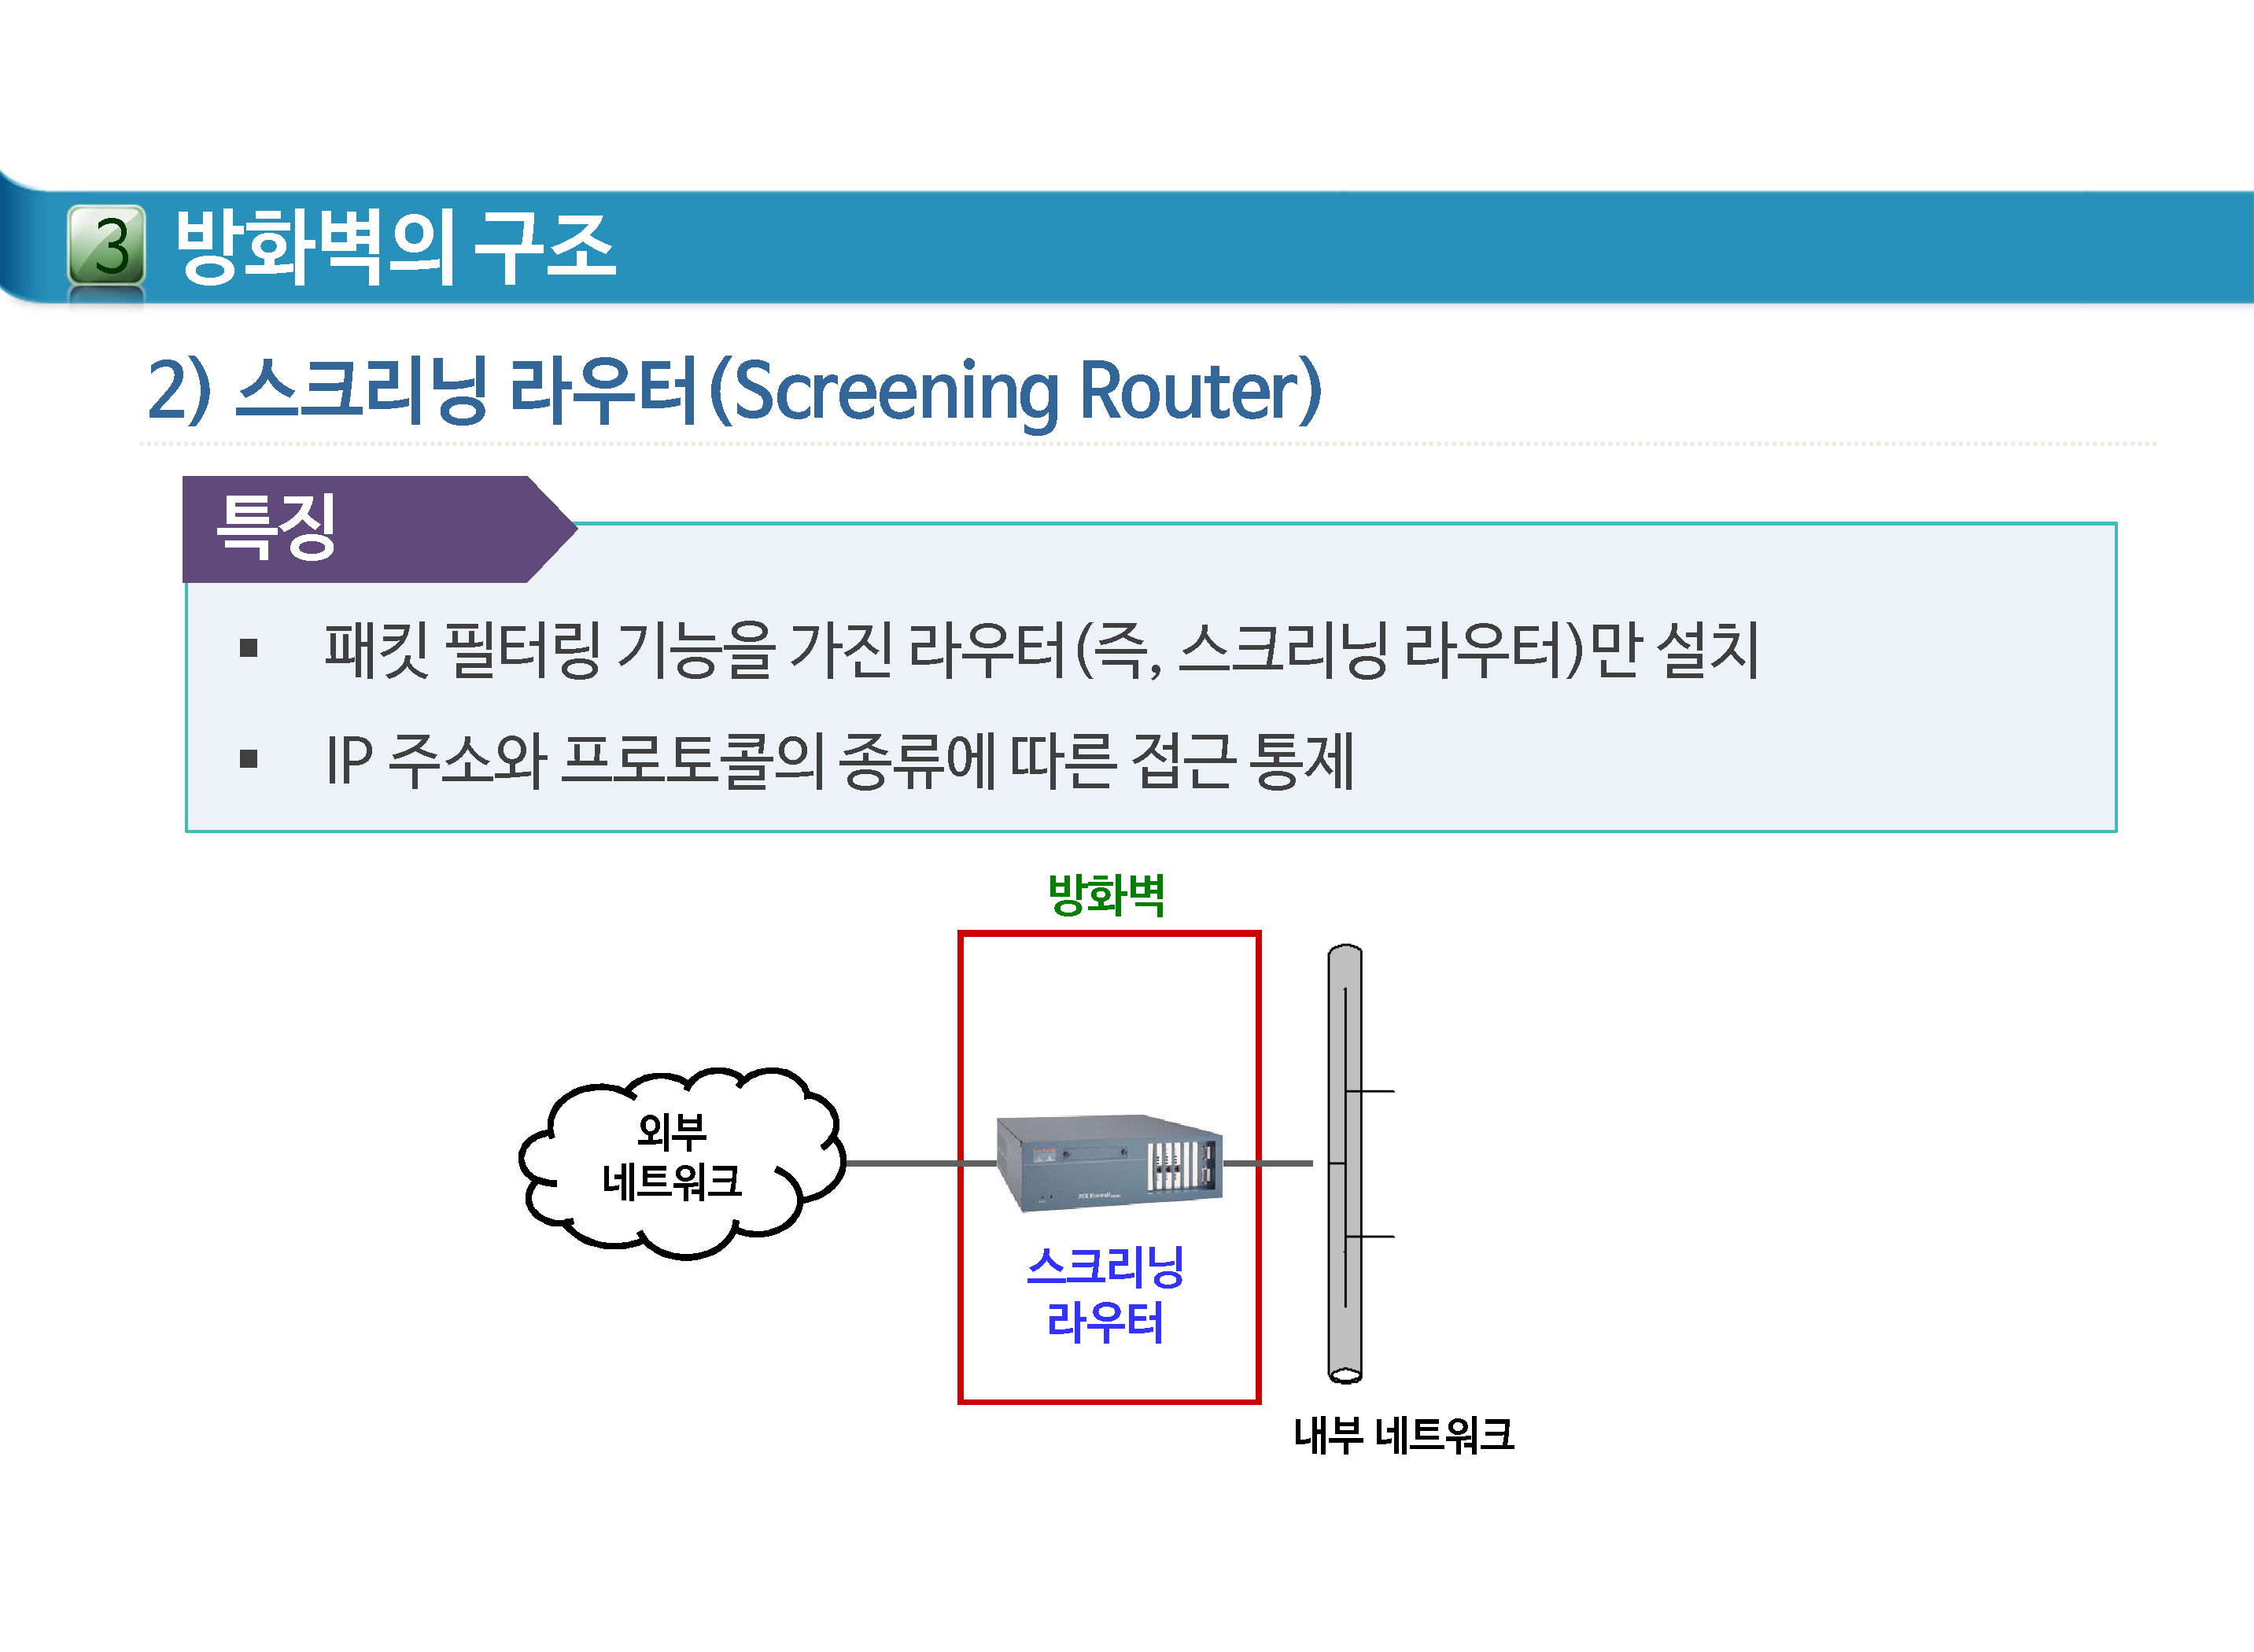 3 방화벽의 구조
2) 스크리닝 라우터(Screening Router)
특징
▪ 패킷 필터링 기능을 가진 라우터(즉, 스크리닝 라우터)만 설치
▪ IP 주소와 프로토콜의 종류에 따른 접근 통제
방화벽
외부
네트워크
스크리닝
라우터
내부 네트워크